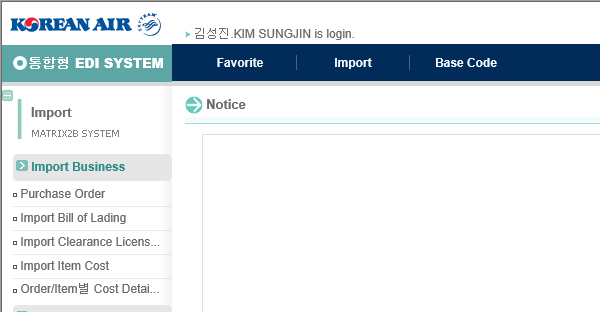 KOREAN AIR
김성진.KIM SUNGJIN is login.
통합형 EDI SYSTEM
Favorite
Import
Base Code
Import
MATRIX2B SYSTEM
Notice
Import Business
Purchase Order
Import Bill of Lading
Import Clearance Licens...
Import Item Cost
Order/Item별 Cost Detai...